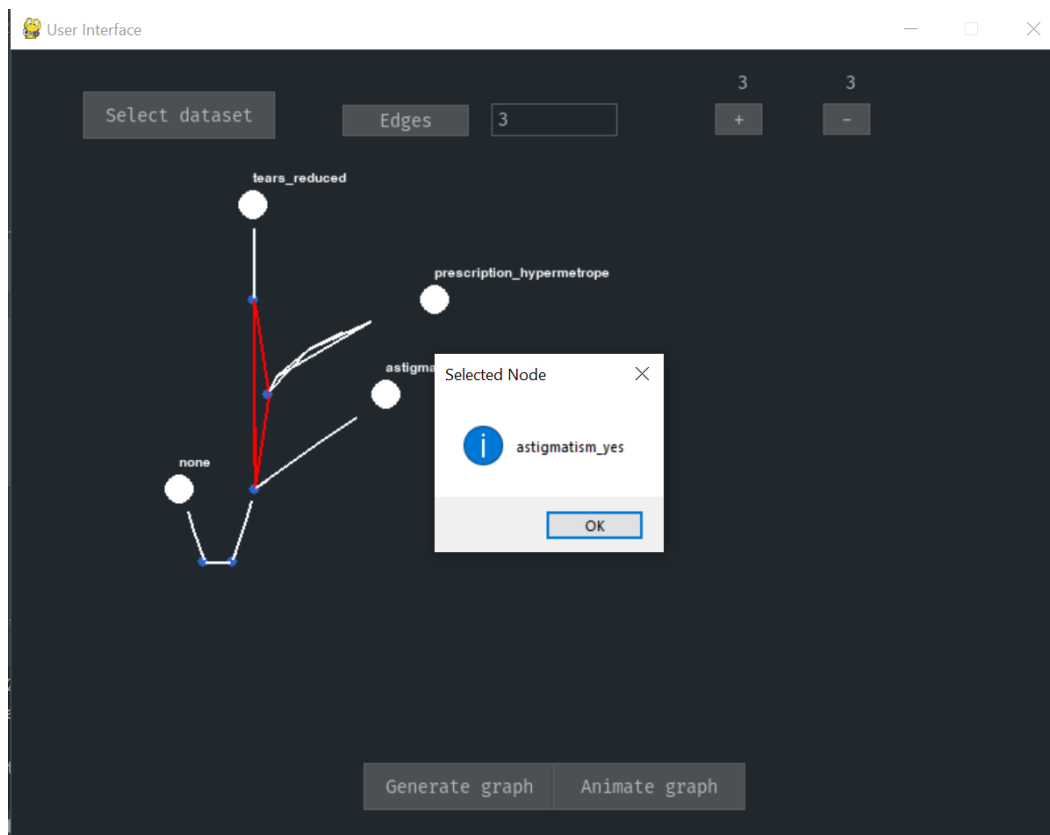 User Interface
3 3
Select dataset Edges 3 + -
tears_reduced
prescription_hypermetrope
astigma
Selected Node
astigmatism_yes
none
OK
Generate graph Animate graph